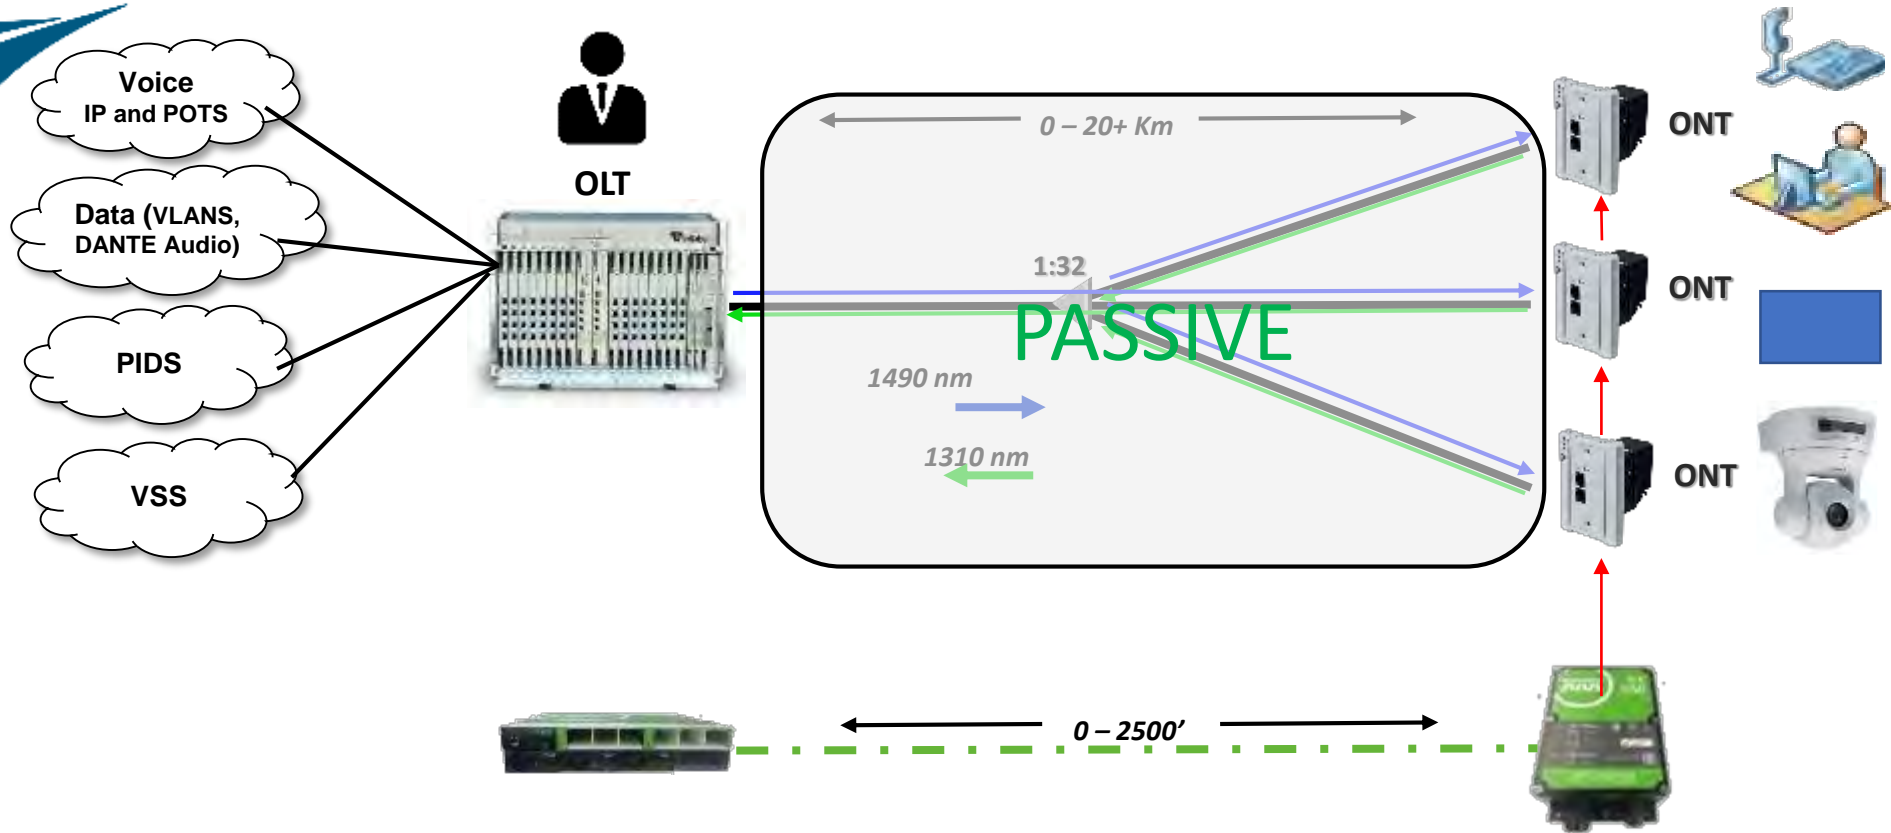 Voice
IP and POTS
Data (VLANS,
DANTE Audio)
PIDS
VSS
OLT
0 – 20+ Km
1:32
PASSIVE
1490 nm
1310 nm
ONT
ONT
ONT
0 – 2500’